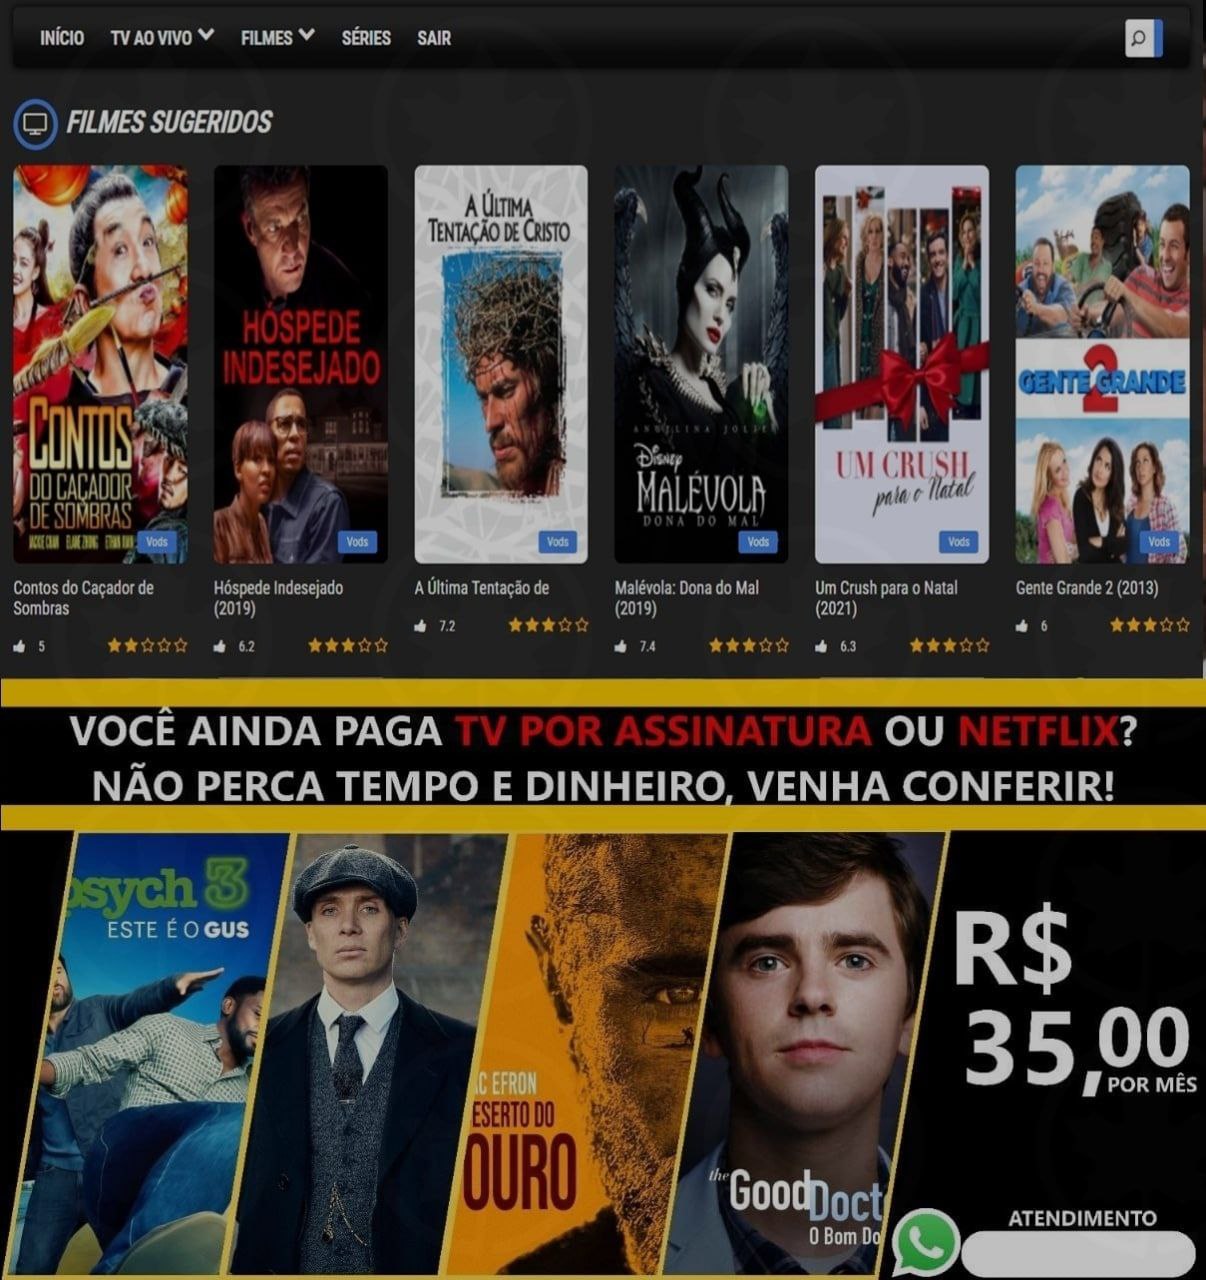 INÍCIO TV AO VIVO FILMES SÉRIES SAIR
FILMES SUGERIDOS
CONTOS
DO CAÇADOR
DE SOMBRAS
JACKIE CHAN ELANE ZHONG ETHAN JUAN
Vods
HÓSPEDE
INDESEJADO
Vods
A ÚLTIMA
TENTAÇÃO DE CRISTO
Vods
ANGELINA JOLIE
Disney
MALÉVOLA
DONA DO MAL
Vods
UM CRUSH
para o Natal
Vods
GENTE GRANDE
2
Vods
Contos do Caçador de
Sombras
5
Hóspede Indesejado
(2019)
6.2
A Última Tentação de
7.2
Malévola: Dona do Mal
(2019)
7.4
Um Crush para o Natal
(2021)
6.3
Gente Grande 2 (2013)
6
VOCÊ AINDA PAGA TV POR ASSINATURA OU NETFLIX?
NÃO PERCA TEMPO E DINHEIRO, VENHA CONFERIR!
psych 3
ESTE É O GUS
C EFRON
ESERTO DO
OURO
the GoodDoct
O Bom Do
R$
35,00
POR MÊS
ATENDIMENTO